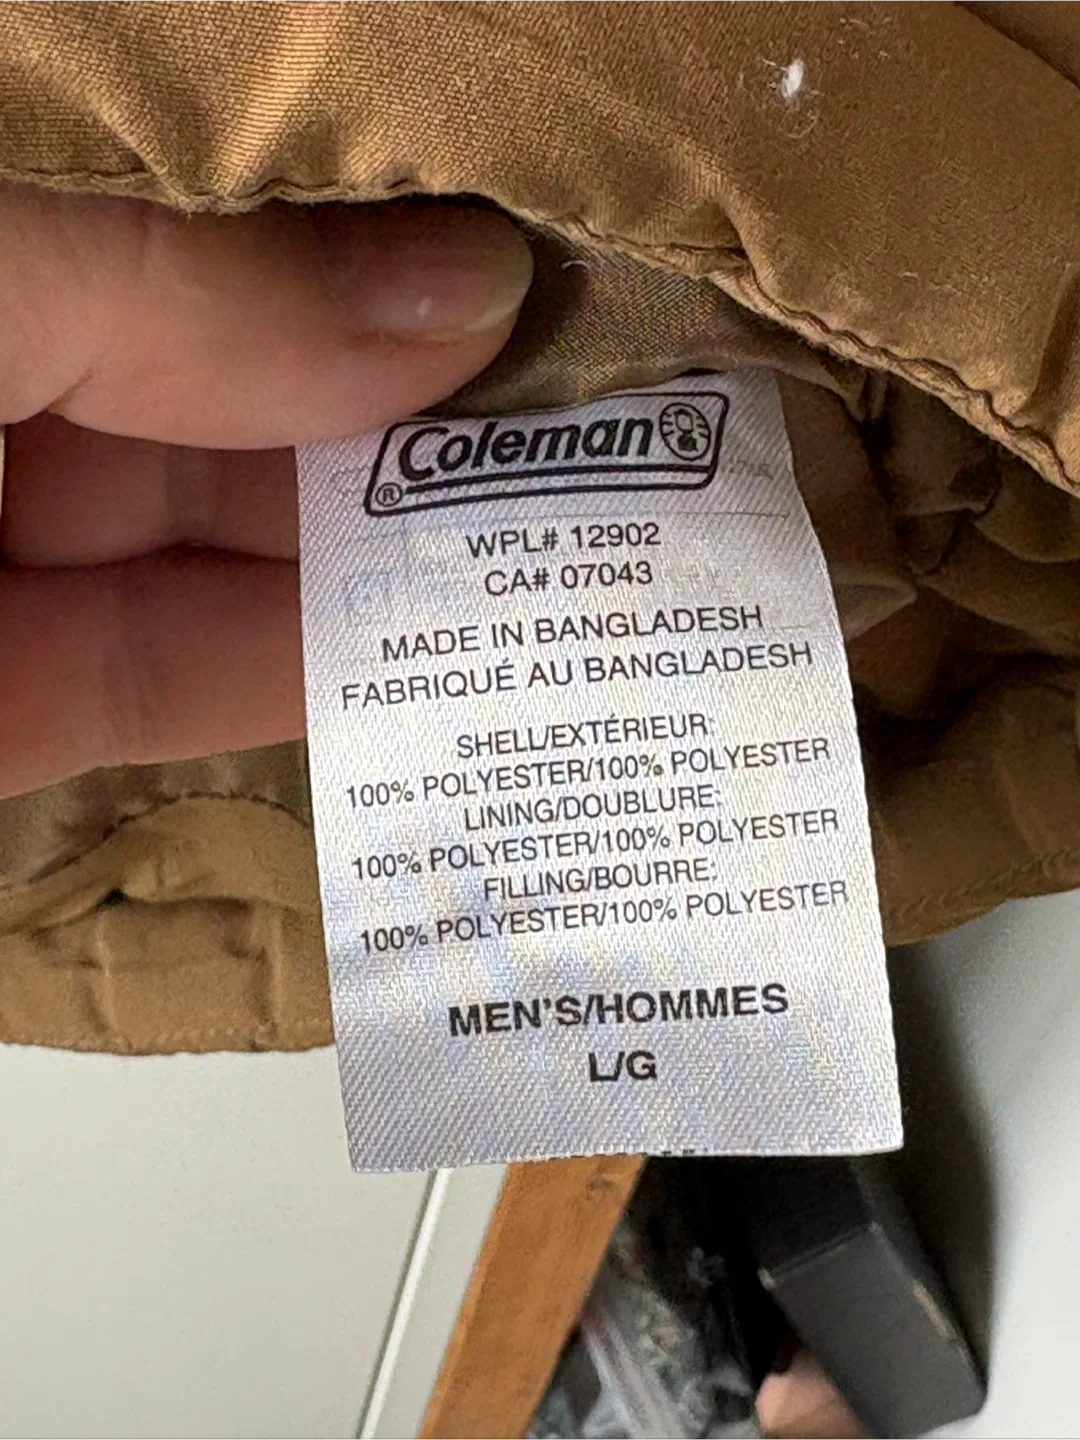 Coleman
®
WPL# 12902
CA# 07043
MADE IN BANGLADESH
FABRIQUÉ AU BANGLADESH
SHELL/EXTÉRIEUR:
100% POLYESTER/100% POLYESTER
LINING/DOUBLURE:
100% POLYESTER/100% POLYESTER
FILLING/BOURRE:
100% POLYESTER/100% POLYESTER
MEN'S/HOMMES
L/G